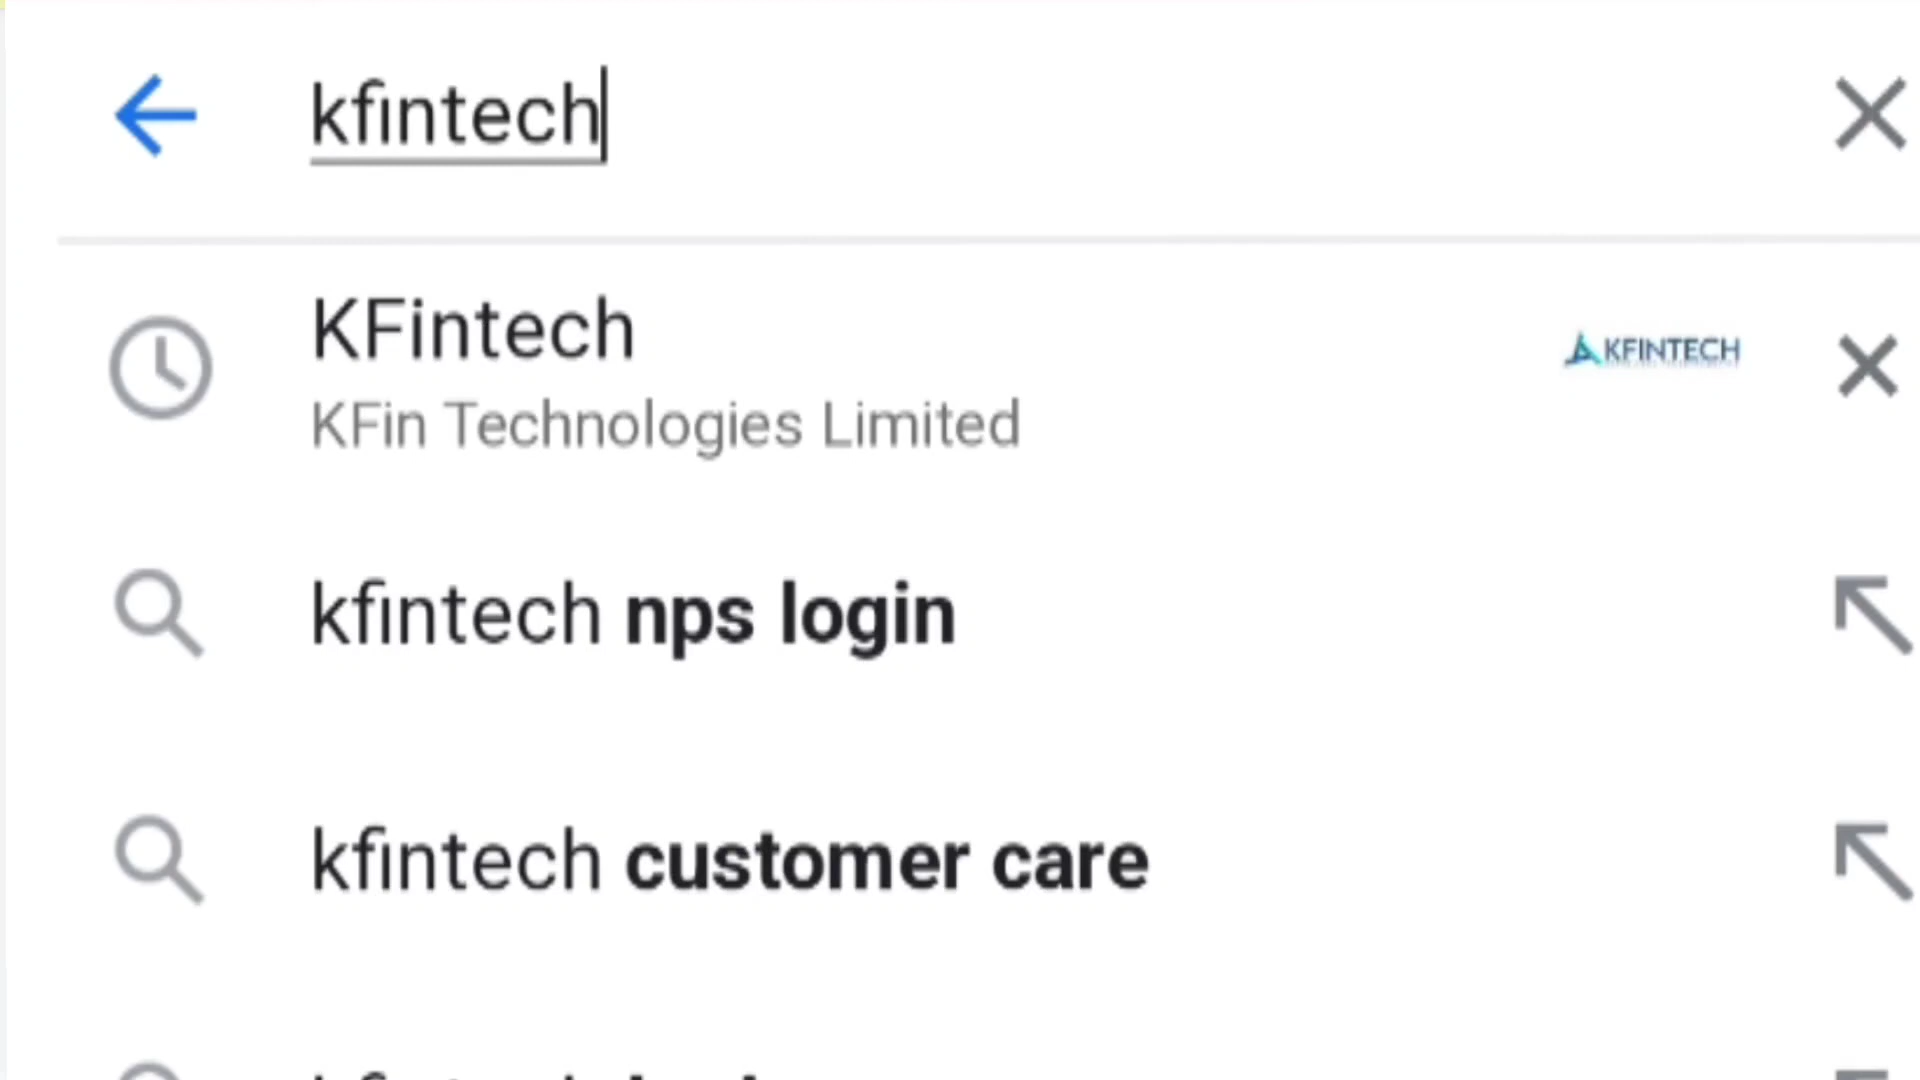 kfintech
KFintech
KFINTECH
KFin Technologies Limited
kfintech nps login
kfintech customer care